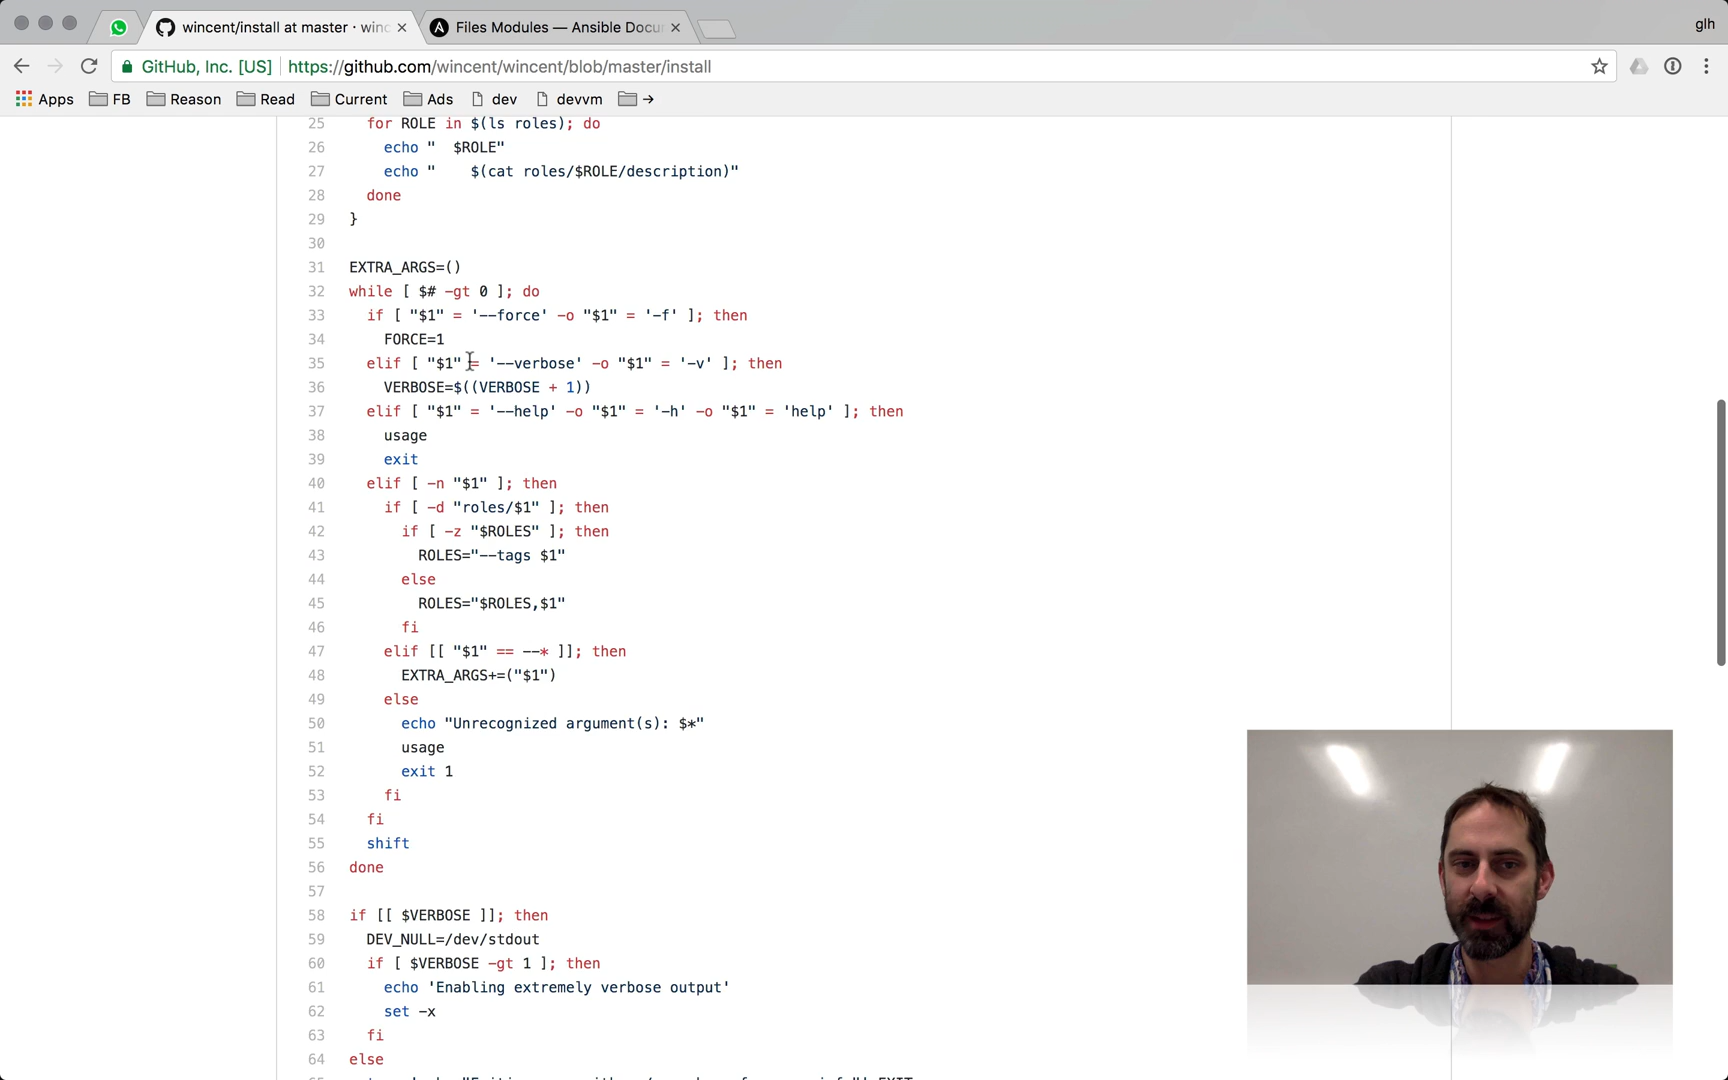 wincent/install at master · winc
Files Modules — Ansible Docu
glh
GitHub, Inc. [US]
https://github.com/wincent/wincent/blob/master/install
Apps
FB
Reason
Read
Current
Ads
dev
devvm
→
25 for ROLE in $(ls roles); do
26 echo "  $ROLE"
27 echo "    $(cat roles/$ROLE/description)"
28 done
29 }
30
31 EXTRA_ARGS=()
32 while [ $# -gt 0 ]; do
33 if [ "$1" = '--force' -o "$1" = '-f' ]; then
34 FORCE=1
35 elif [ "$1" = '--verbose' -o "$1" = '-v' ]; then
36 VERBOSE=$((VERBOSE + 1))
37 elif [ "$1" = '--help' -o "$1" = '-h' -o "$1" = 'help' ]; then
38 usage
39 exit
40 elif [ -n "$1" ]; then
41 if [ -d "roles/$1" ]; then
42 if [ -z "$ROLES" ]; then
43 ROLES="--tags $1"
44 else
45 ROLES="$ROLES,$1"
46 fi
47 elif [[ "$1" == --* ]]; then
48 EXTRA_ARGS+=("$1")
49 else
50 echo "Unrecognized argument(s): $*"
51 usage
52 exit 1
53 fi
54 fi
55 shift
56 done
57
58 if [[ $VERBOSE ]]; then
59 DEV_NULL=/dev/stdout
60 if [ $VERBOSE -gt 1 ]; then
61 echo 'Enabling extremely verbose output'
62 set -x
63 fi
64 else